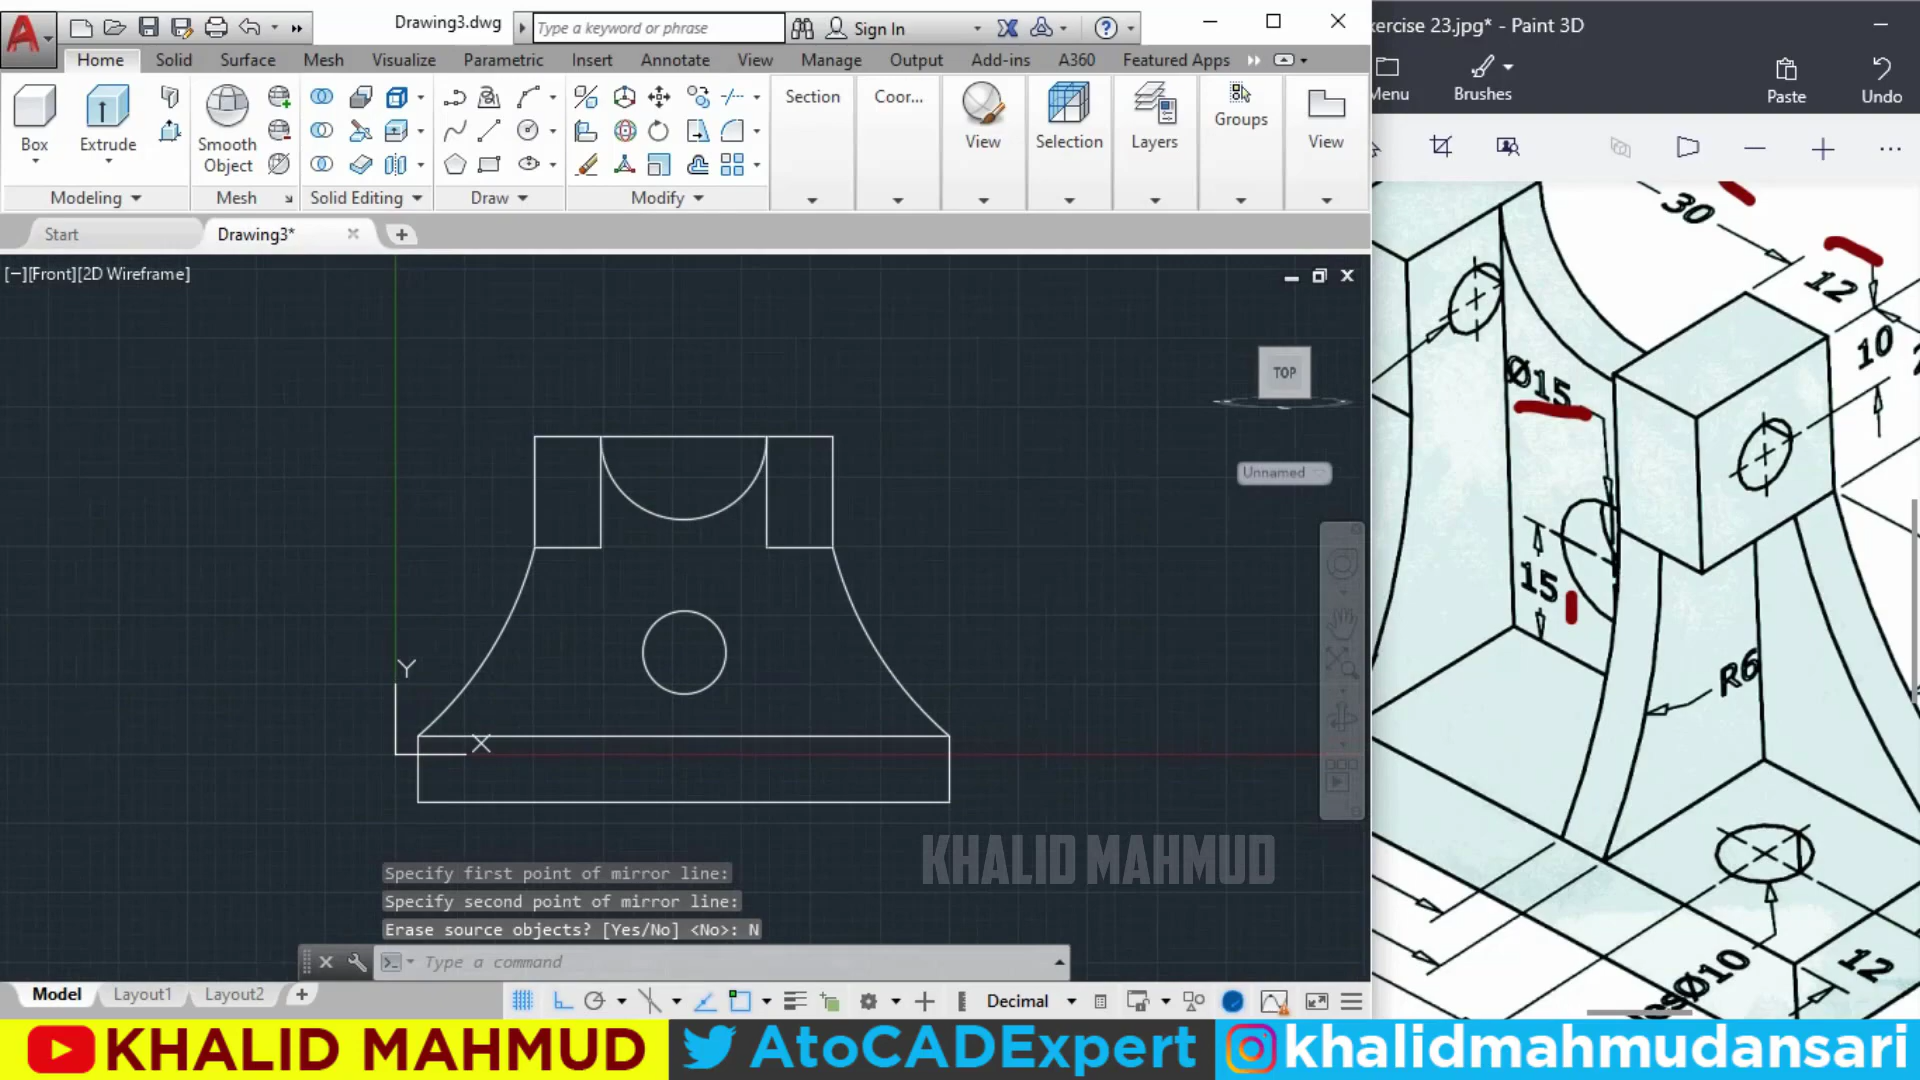 Drawing3.dwg
Type a keyword or phrase
Sign In
Home Solid Surface Mesh Visualize Parametric Insert Annotate View Manage Output Add-ins A360 Featured Apps
Box
Extrude
Smooth
Object
Section
Coor...
View
Selection
Layers
Groups
View
Modeling
Mesh
Solid Editing
Draw
Modify
Start
Drawing3*
[−][Front][2D Wireframe]
TOP
Unnamed
Y
X
Specify first point of mirror line:
Specify second point of mirror line:
Erase source objects? [Yes/No] <No>: N
Type a command
KHALID MAHMUD
Model
Layout1
Layout2
Decimal
23.jpg* - Paint 3D
Menu
Brushes
Paste
Undo
30
12
10
Ø15
15
R6
Ø10
12
KHALID MAHMUD
AtoCADExpert
khalidmahmudansari